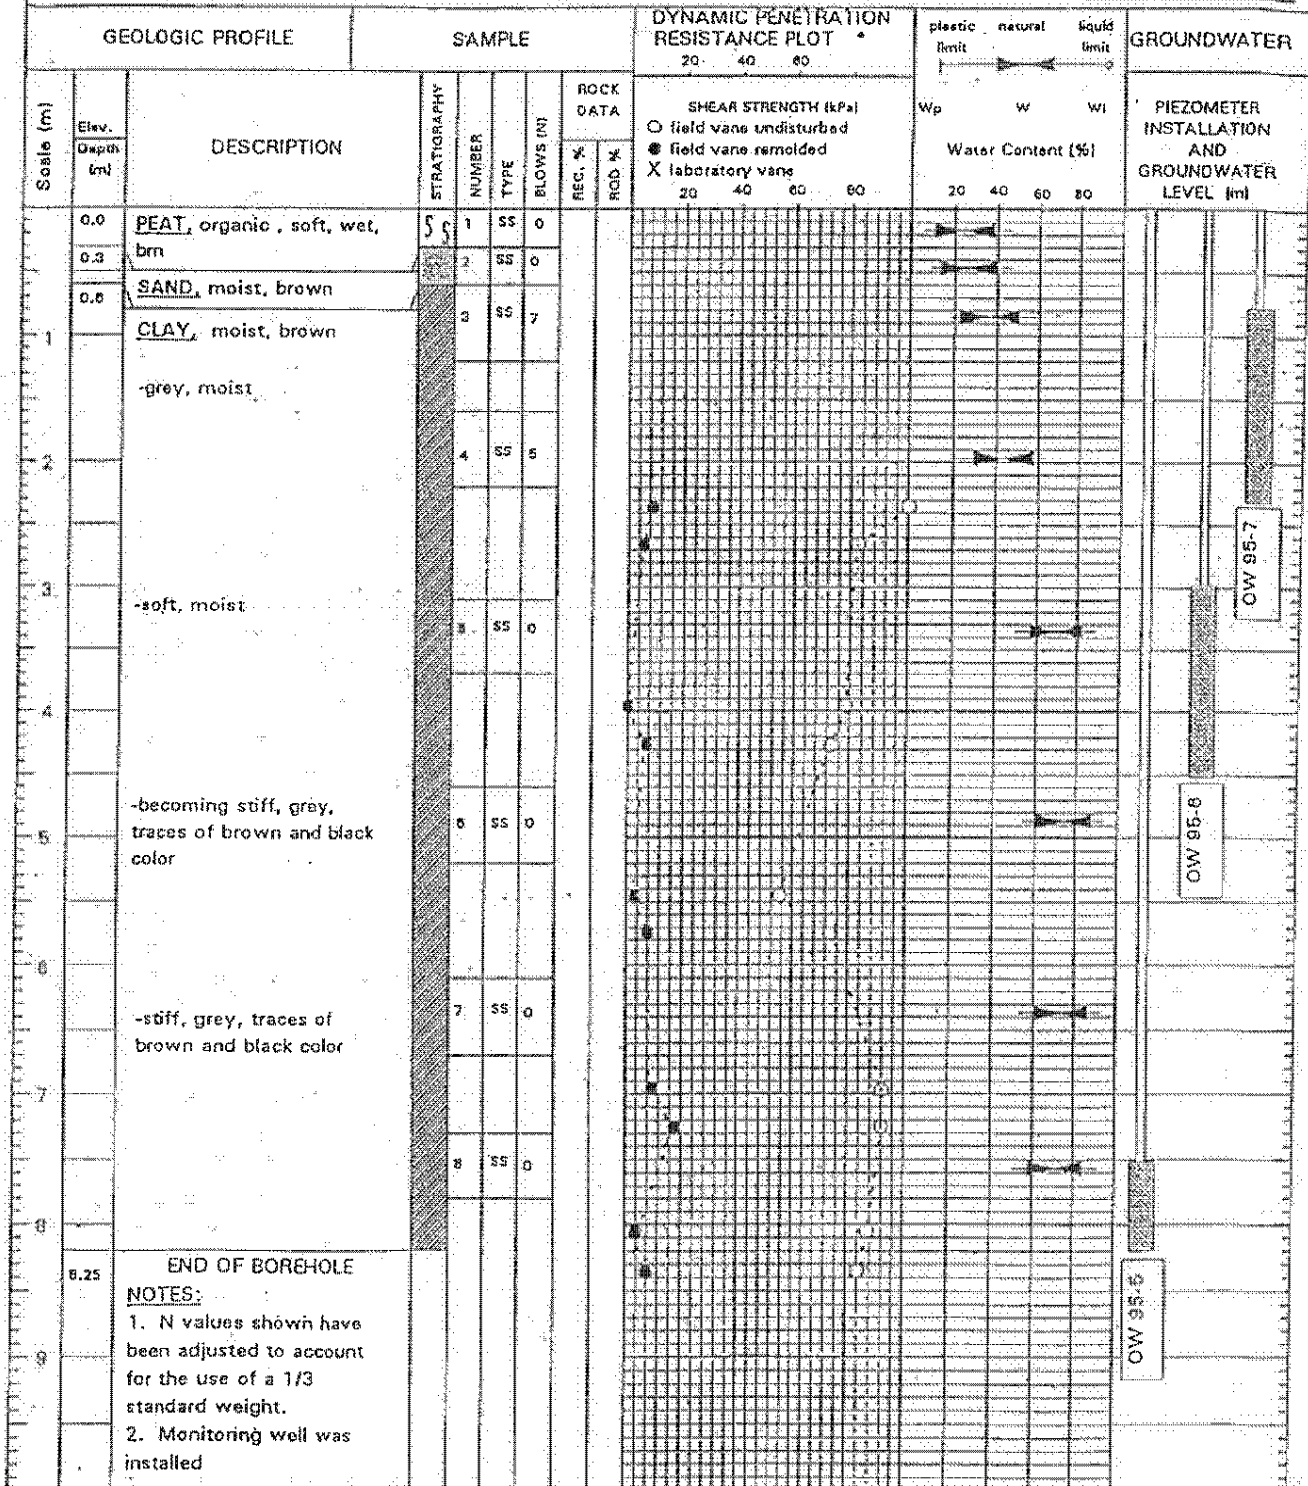 GEOLOGIC PROFILE
SAMPLE
DYNAMIC PENETRATION
RESISTANCE PLOT
20 40 60
plastic natural liquid
limit limit
GROUNDWATER
Scale (m)
Elev.
Depth
(m)
DESCRIPTION
STRATIGRAPHY
NUMBER
TYPE
BLOWS (N)
ROCK
DATA
REC. %
RQD %
SHEAR STRENGTH (kPa)
O field vane undisturbed
● field vane remolded
X laboratory vane
20 40 60 80
Wp W Wl
Water Content (%)
20 40 60 80
PIEZOMETER
INSTALLATION
AND
GROUNDWATER
LEVEL (m)
0.0 PEAT, organic , soft, wet,
brn
1 SS 0
0.3
2 SS 0
SAND, moist, brown
0.6
3 SS 7
CLAY, moist, brown
1
-grey, moist
2
4 SS 5
OW 95-7
3
-soft, moist
5 SS 0
4
-becoming stiff, grey,
traces of brown and black
color
6 SS 0
5
OW 95-6
6
-stiff, grey, traces of
brown and black color
7 SS 0
7
8 SS 0
8
8.25
END OF BOREHOLE
NOTES:
1. N values shown have
been adjusted to account
for the use of a 1/3
standard weight.
2. Monitoring well was
installed
9
OW 95-5